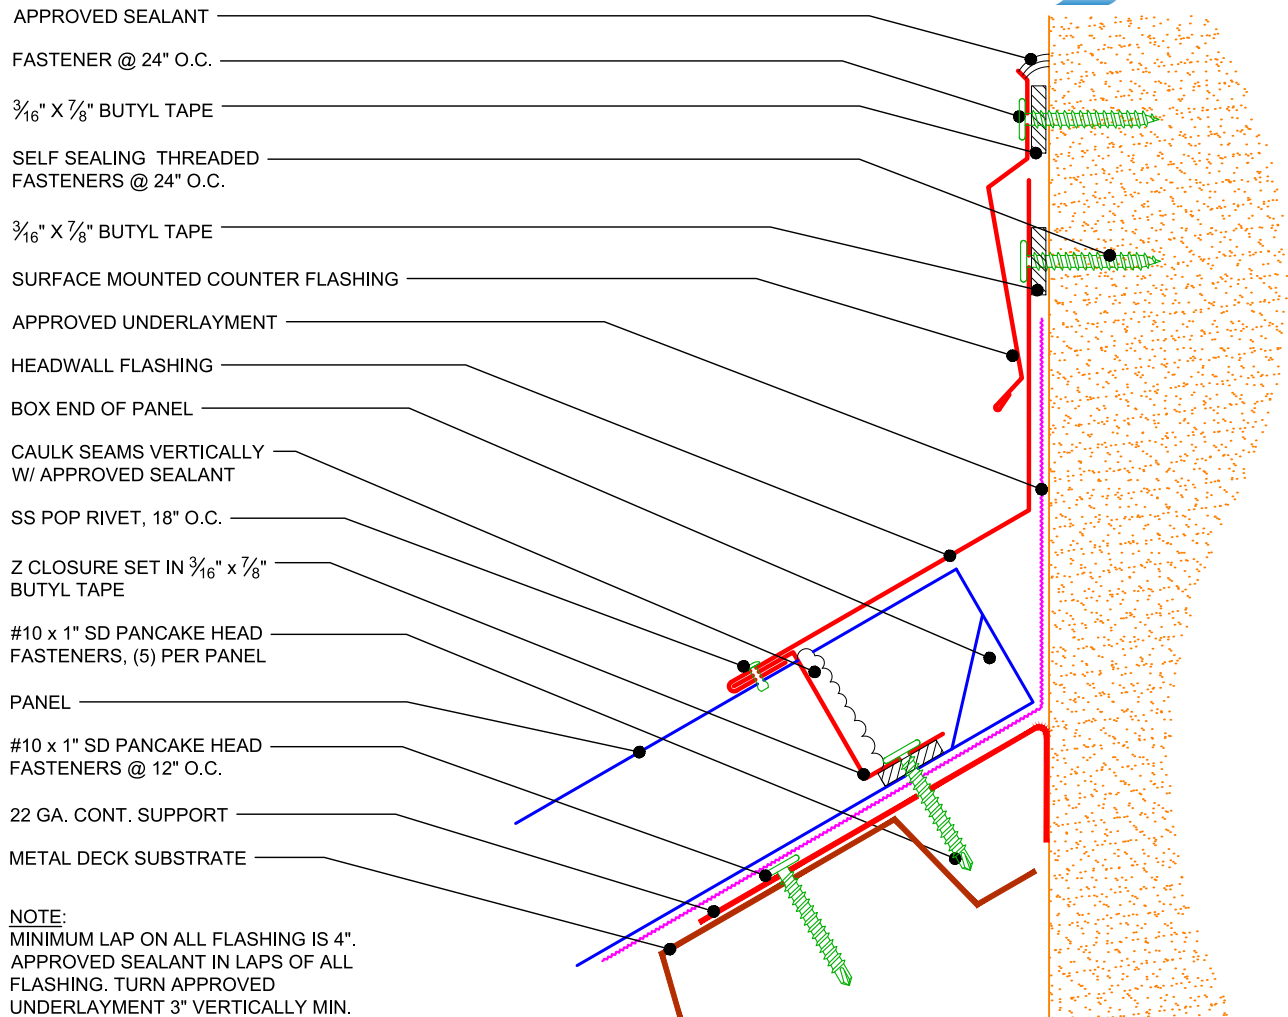 APPROVED SEALANT
FASTENER @ 24" O.C.
3/16" X 7/8" BUTYL TAPE
SELF SEALING THREADED
FASTENERS @ 24" O.C.
3/16" X 7/8" BUTYL TAPE
SURFACE MOUNTED COUNTER FLASHING
APPROVED UNDERLAYMENT
HEADWALL FLASHING
BOX END OF PANEL
CAULK SEAMS VERTICALLY
W/ APPROVED SEALANT
SS POP RIVET, 18" O.C.
Z CLOSURE SET IN 3/16" x 7/8"
BUTYL TAPE
#10 x 1" SD PANCAKE HEAD
FASTENERS, (5) PER PANEL
PANEL
#10 x 1" SD PANCAKE HEAD
FASTENERS @ 12" O.C.
22 GA. CONT. SUPPORT
METAL DECK SUBSTRATE
NOTE:
MINIMUM LAP ON ALL FLASHING IS 4".
APPROVED SEALANT IN LAPS OF ALL
FLASHING. TURN APPROVED
UNDERLAYMENT 3" VERTICALLY MIN.